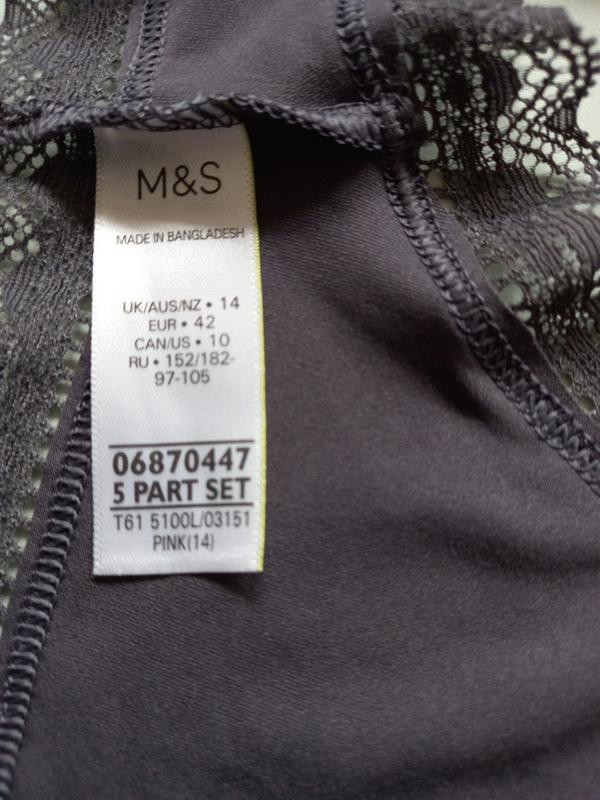 M&S
MADE IN BANGLADESH
UK/AUS/NZ • 14
EUR • 42
CAN/US • 10
RU • 152/182-
97-105
06870447
5 PART SET
T61 5100L/03151
PINK(14)